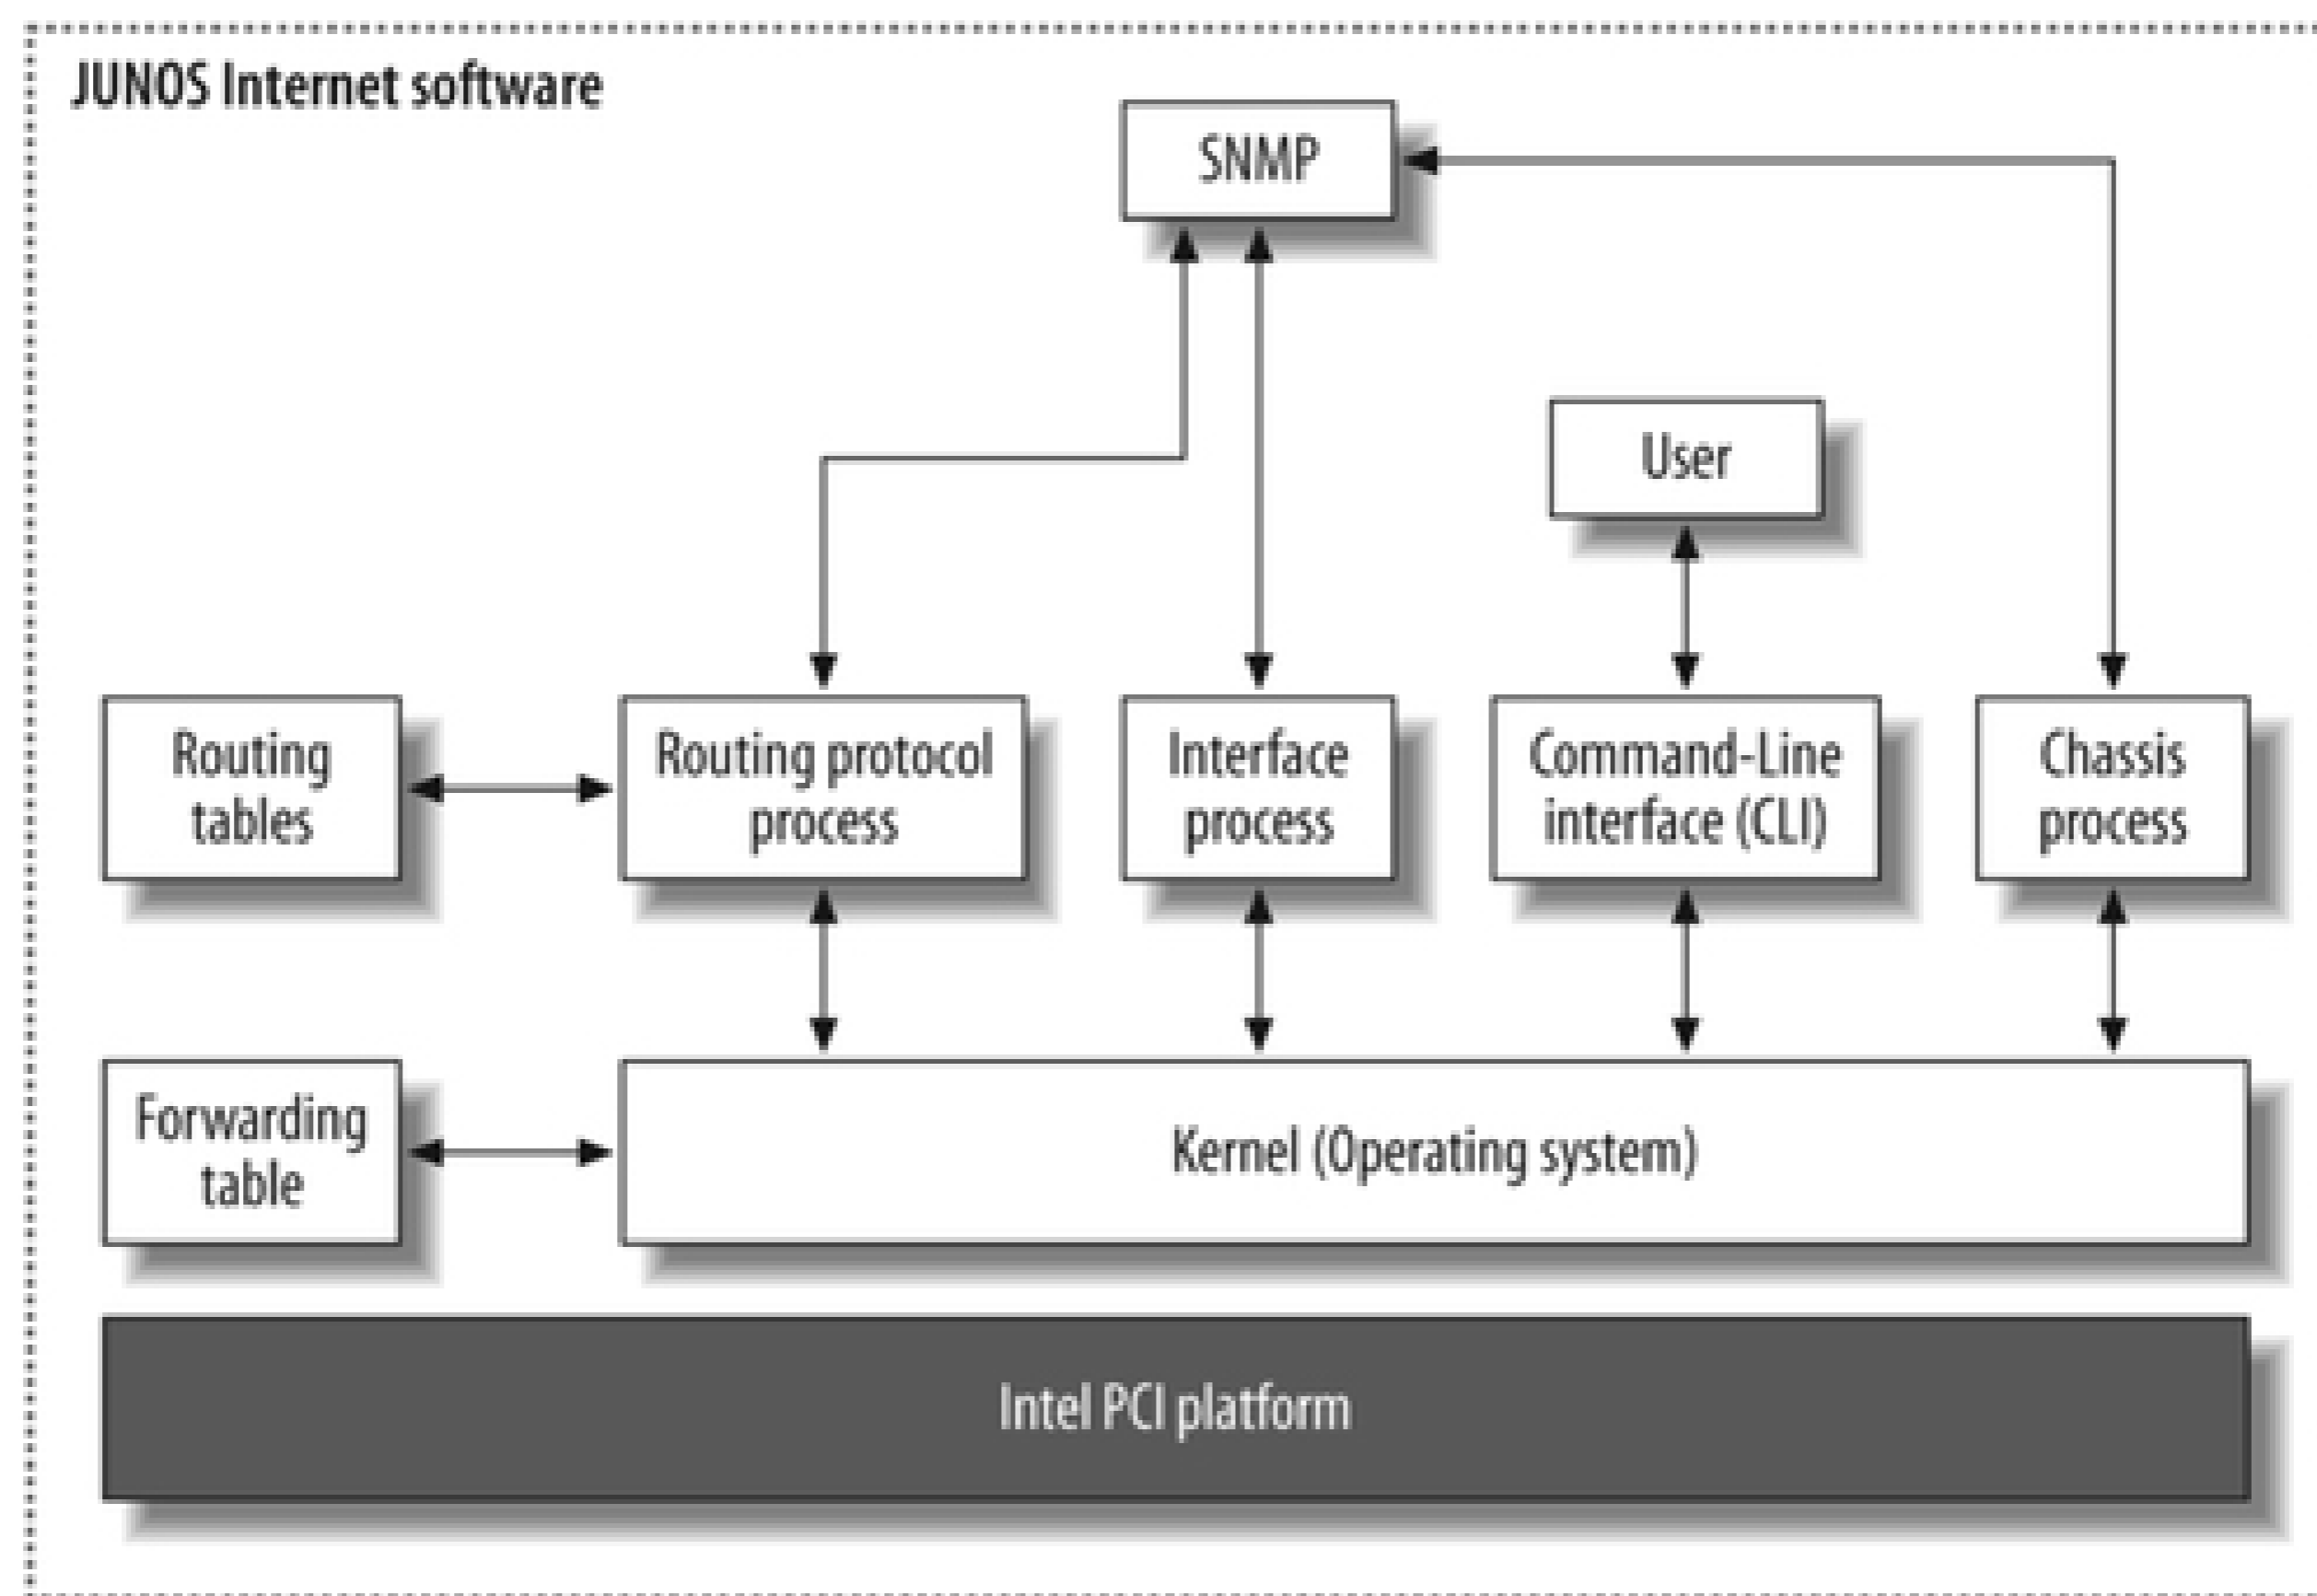 JUNOS Internet software
SNMP
User
Routing
tables
Routing protocol
process
Interface
process
Command-Line
interface (CLI)
Chassis
process
Forwarding
table
Kernel (Operating system)
Intel PCI platform